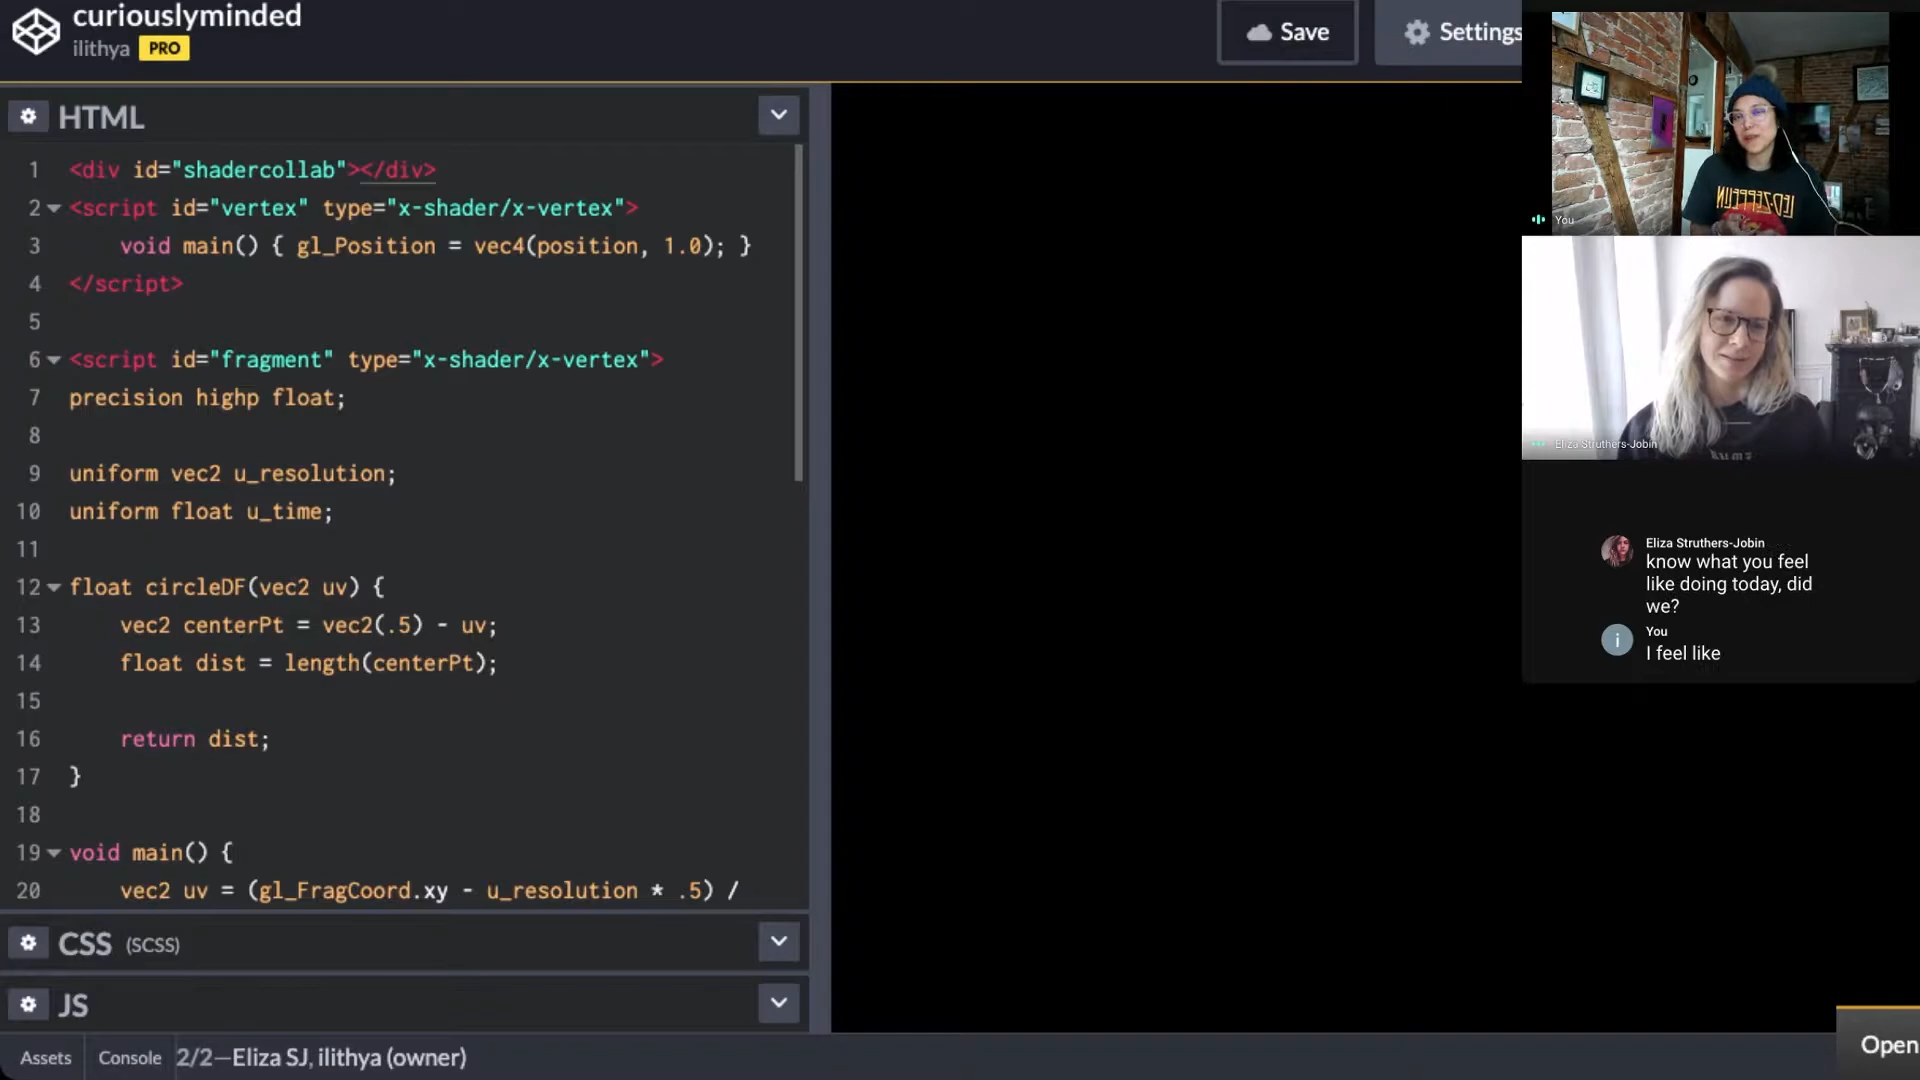 curiouslyminded
ilithya PRO
Save
Settings
HTML
1 <div id="shadercollab"></div>
2 <script id="vertex" type="x-shader/x-vertex">
3 void main() { gl_Position = vec4(position, 1.0); }
4 </script>
5
6 <script id="fragment" type="x-shader/x-vertex">
7 precision highp float;
8
9 uniform vec2 u_resolution;
10 uniform float u_time;
11
12 float circleDF(vec2 uv) {
13 vec2 centerPt = vec2(.5) - uv;
14 float dist = length(centerPt);
15
16 return dist;
17 }
18
19 void main() {
20 vec2 uv = (gl_FragCoord.xy - u_resolution * .5) /
CSS (SCSS)
JS
Assets
Console
2/2—Eliza SJ, ilithya (owner)
Open
LED-ZEPPELIN
You
Eliza Struthers-Jobin
Eliza Struthers-Jobin
know what you feel
like doing today, did
we?
i
You
I feel like